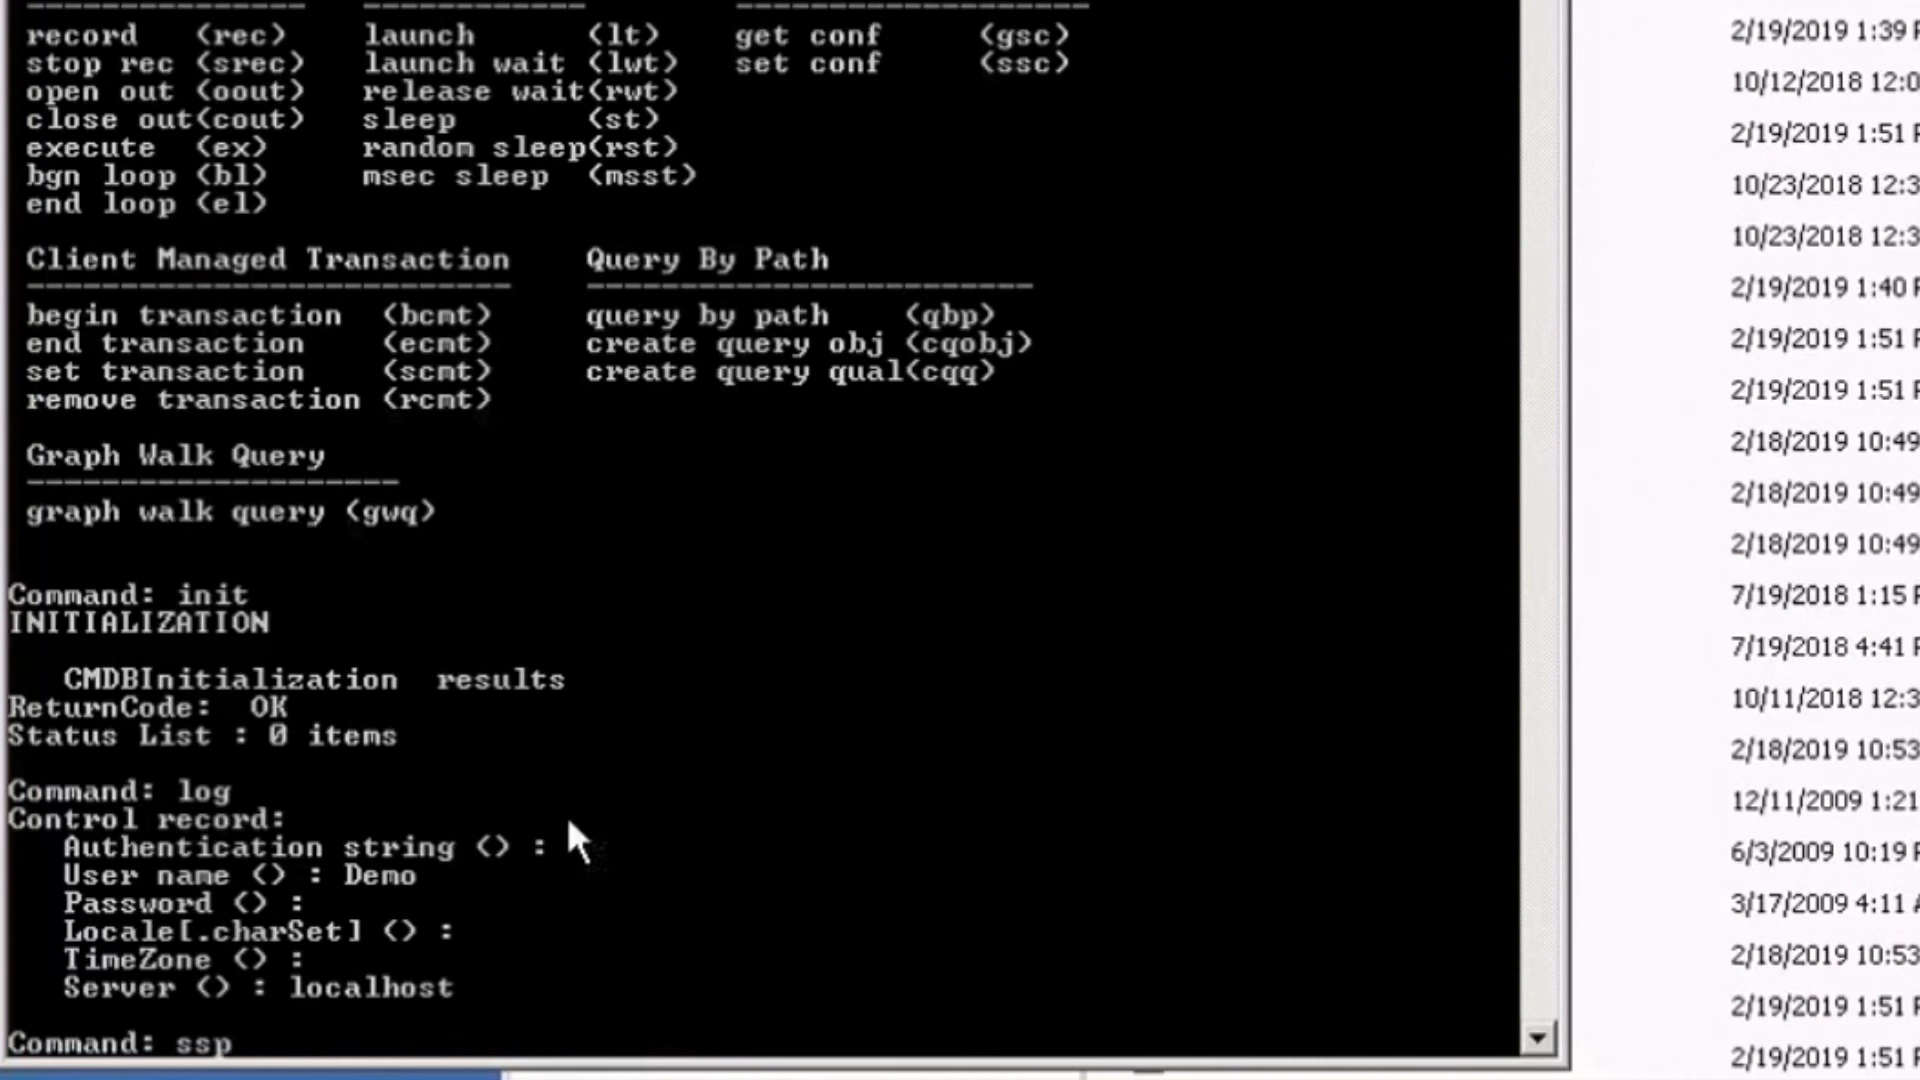 record (rec) launch (lt) get conf (gsc)
stop rec (srec) launch wait (lwt) set conf (ssc)
open out (oout) release wait(rwt)
close out(cout) sleep (st)
execute (ex) random sleep(rst)
bgn loop (bl) msec sleep (msst)
end loop (el)
Client Managed Transaction Query By Path
begin transaction (bcmt) query by path (qbp)
end transaction (ecmt) create query obj (cqobj)
set transaction (scmt) create query qual(cqq)
remove transaction (rcmt)
Graph Walk Query
graph walk query (gwq)
Command: init
INITIALIZATION
CMDBInitialization results
ReturnCode: OK
Status List : 0 items
Command: log
Control record:
Authentication string () :
User name () : Demo
Password () :
Locale[.charSet] () :
TimeZone () :
Server () : localhost
Command: ssp
2/19/2019 1:39 P
10/12/2018 12:0
2/19/2019 1:51 P
10/23/2018 12:3
10/23/2018 12:3
2/19/2019 1:40 P
2/19/2019 1:51 P
2/19/2019 1:51 P
2/18/2019 10:49
2/18/2019 10:49
2/18/2019 10:49
7/19/2018 1:15 P
7/19/2018 4:41 P
10/11/2018 12:3
2/18/2019 10:53
12/11/2009 1:21
6/3/2009 10:19 P
3/17/2009 4:11 A
2/18/2019 10:53
2/19/2019 1:51 P
2/19/2019 1:51 P